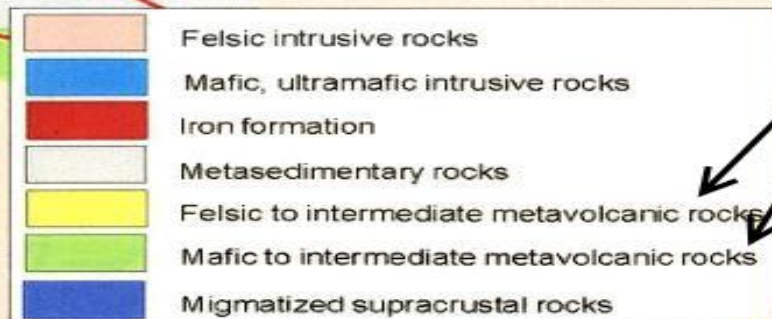 Felsic intrusive rocks
Mafic, ultramafic intrusive rocks
Iron formation
Metasedimentary rocks
Felsic to intermediate metavolcanic rocks
Mafic to intermediate metavolcanic rocks
Migmatized supracrustal rocks